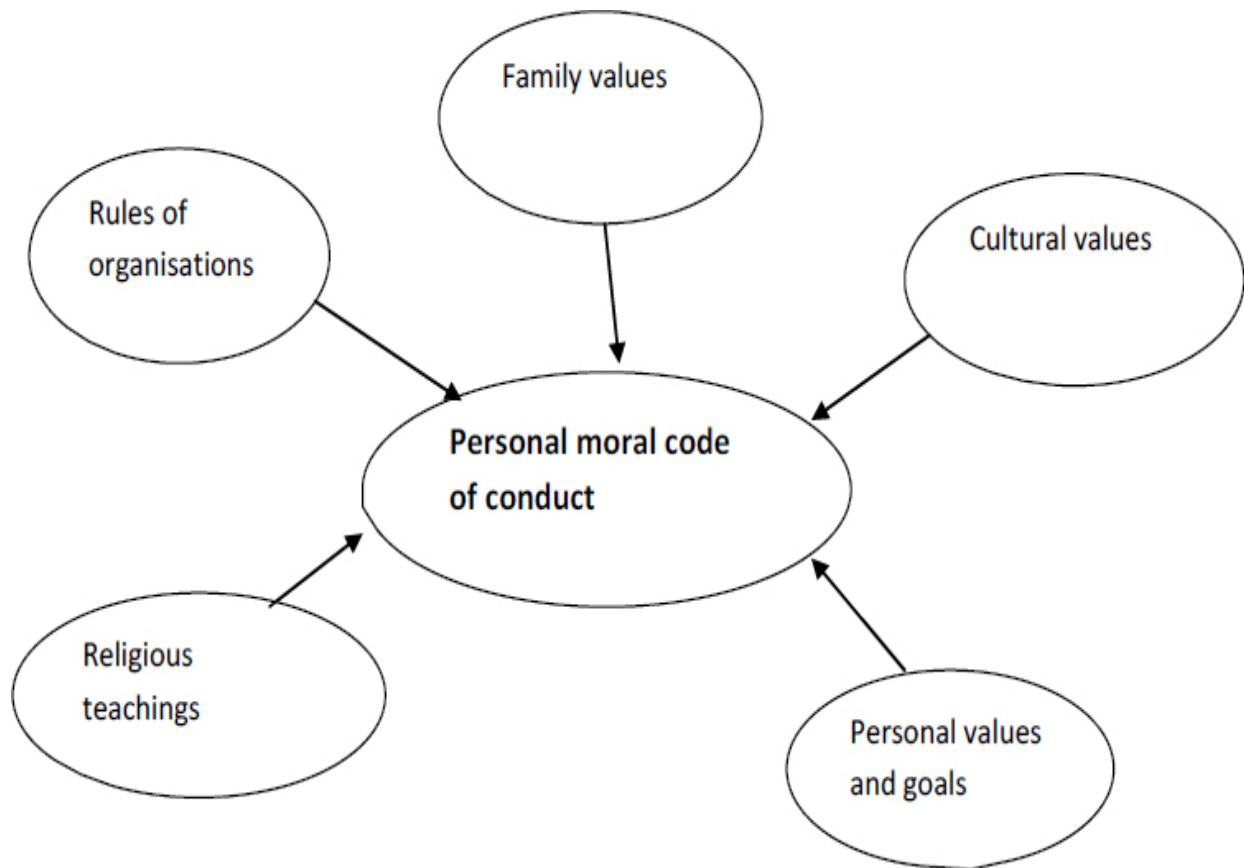 Family values
Rules of
organisations
Cultural values
Personal moral code
of conduct
Religious
teachings
Personal values
and goals